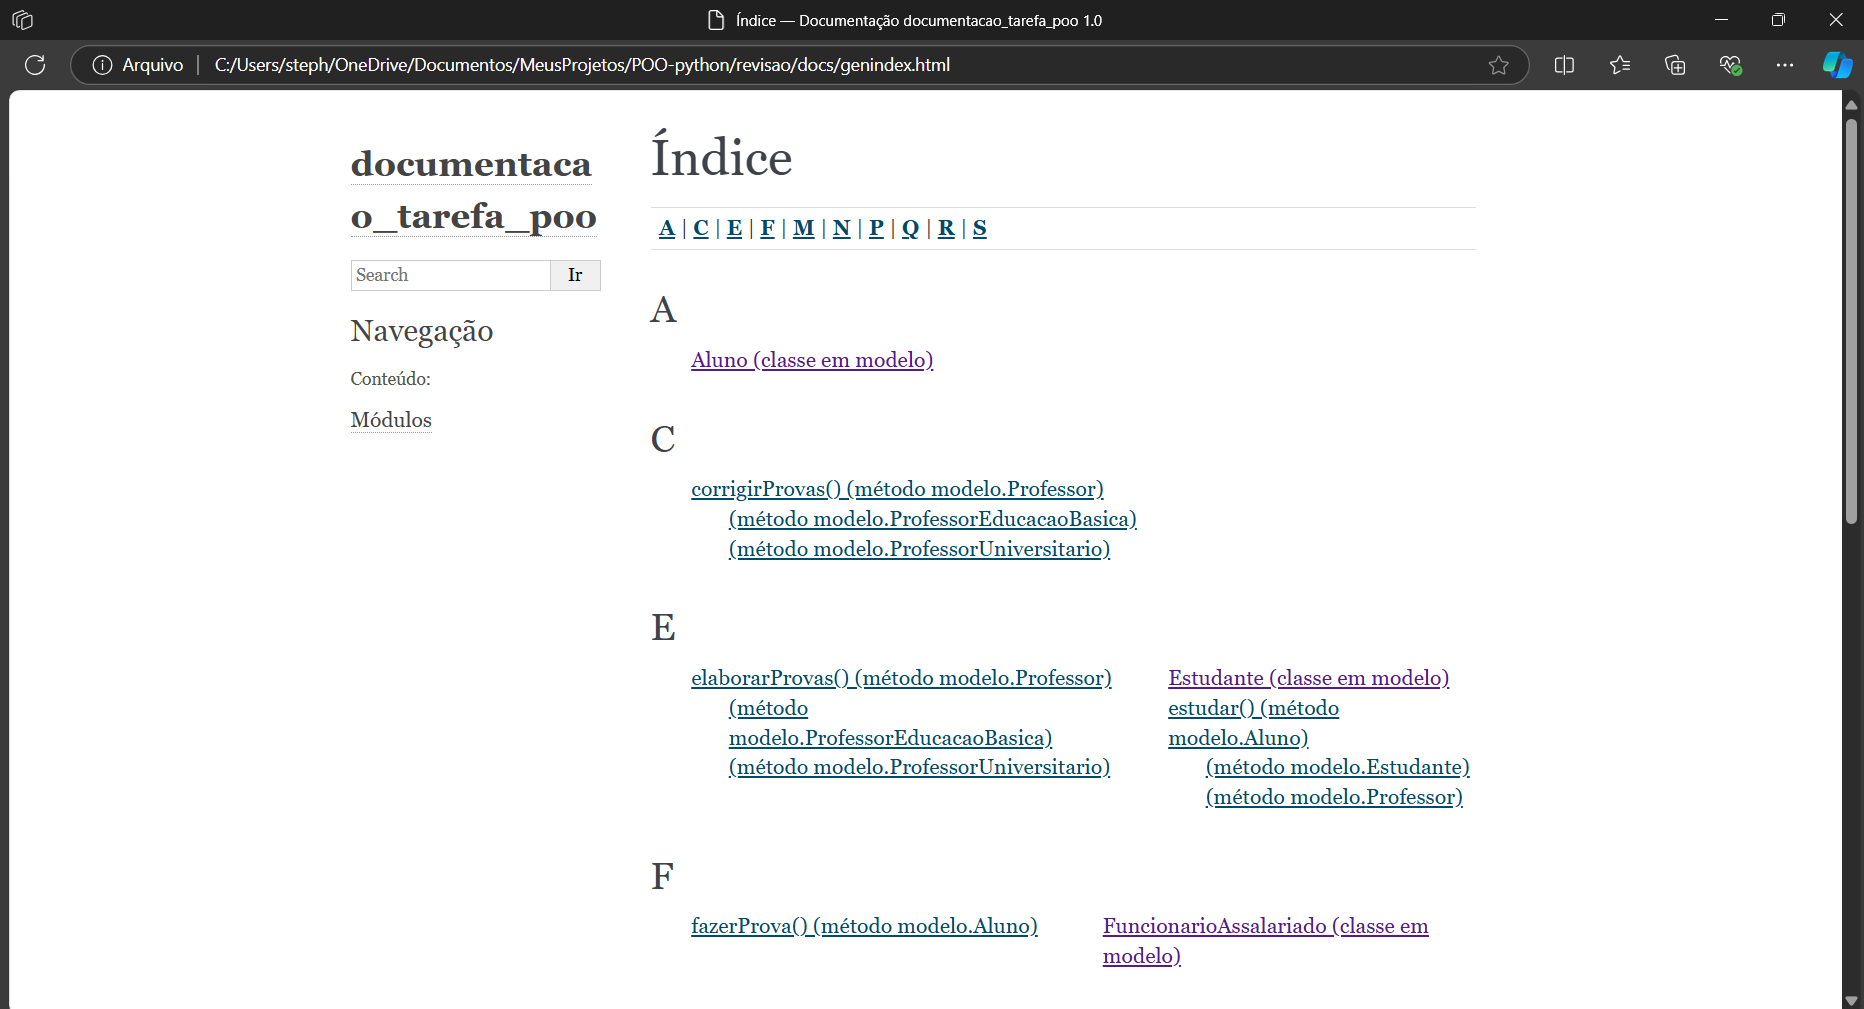 Índice — Documentação documentacao_tarefa_poo 1.0
Arquivo | C:/Users/steph/OneDrive/Documentos/MeusProjetos/POO-python/revisao/docs/genindex.html
documentaca
o_tarefa_poo
Search Ir
Navegação
Conteúdo:
Módulos
Índice
A | C | E | F | M | N | P | Q | R | S
A
Aluno (classe em modelo)
C
corrigirProvas() (método modelo.Professor)
(método modelo.ProfessorEducacaoBasica)
(método modelo.ProfessorUniversitario)
E
elaborarProvas() (método modelo.Professor)
(método
modelo.ProfessorEducacaoBasica)
(método modelo.ProfessorUniversitario)
Estudante (classe em modelo)
estudar() (método
modelo.Aluno)
(método modelo.Estudante)
(método modelo.Professor)
F
fazerProva() (método modelo.Aluno)
FuncionarioAssalariado (classe em
modelo)